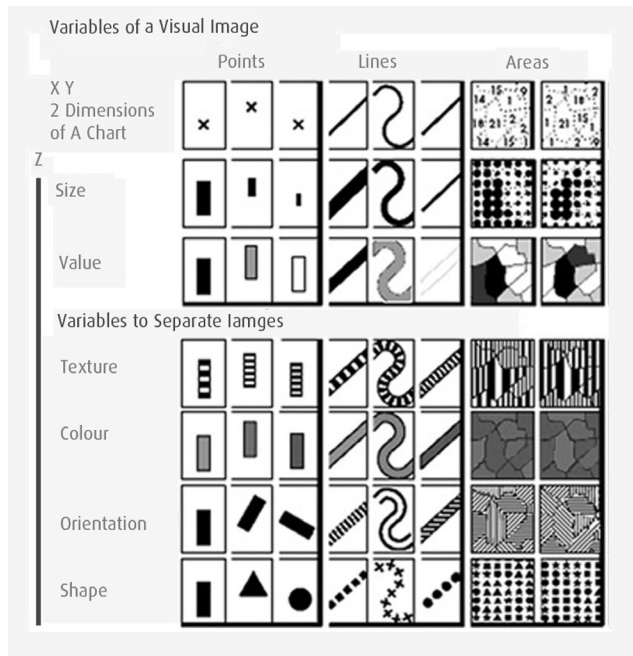 Variables of a Visual Image
Points Lines Areas
X Y
2 Dimensions
of A Chart
Z
Size
Value
Variables to Separate Iamges
Texture
Colour
Orientation
Shape